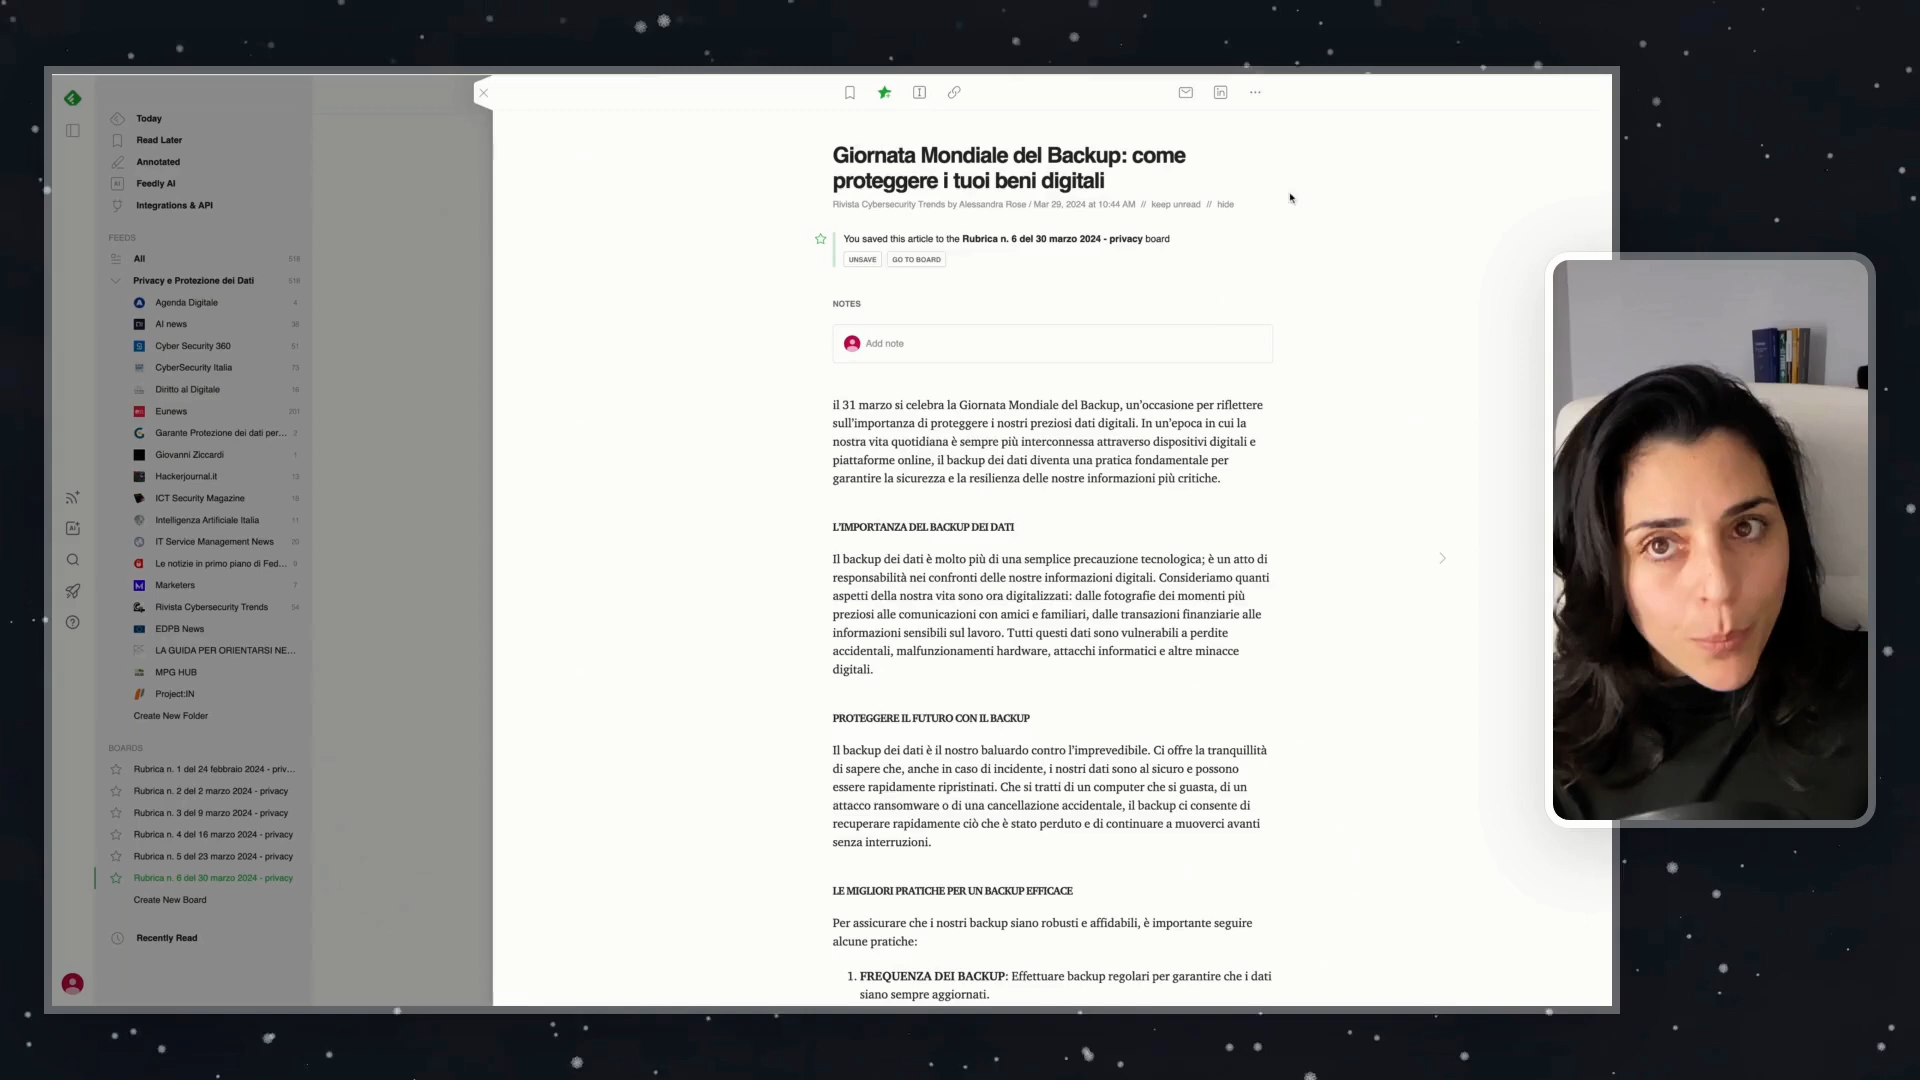 Today
Read Later
Annotated
Feedly AI
Integrations & API
FEEDS
All 518
Privacy e Protezione dei Dati 518
Agenda Digitale 4
AI news 36
Cyber Security 360 51
CyberSecurity Italia 73
Diritto al Digitale 16
Eunews 201
Garante Protezione dei dati per... 2
Giovanni Ziccardi 1
Hackerjournal.it 13
ICT Security Magazine 16
Intelligenza Artificiale Italia 11
IT Service Management News 20
Le notizie in primo piano di Fed... 9
Marketers 7
Rivista Cybersecurity Trends 54
EDPB News
LA GUIDA PER ORIENTARSI NE...
MPG HUB
Project:IN
Create New Folder
BOARDS
Rubrica n. 1 del 24 febbraio 2024 - priv...
Rubrica n. 2 del 2 marzo 2024 - privacy
Rubrica n. 3 del 9 marzo 2024 - privacy
Rubrica n. 4 del 16 marzo 2024 - privacy
Rubrica n. 5 del 23 marzo 2024 - privacy
Rubrica n. 6 del 30 marzo 2024 - privacy
Create New Board
Recently Read
Giornata Mondiale del Backup: come
proteggere i tuoi beni digitali
Rivista Cybersecurity Trends by Alessandra Rose / Mar 29, 2024 at 10:44 AM // keep unread // hide
You saved this article to the Rubrica n. 6 del 30 marzo 2024 - privacy board
UNSAVE GO TO BOARD
NOTES
Add note
il 31 marzo si celebra la Giornata Mondiale del Backup, un'occasione per riflettere
sull'importanza di proteggere i nostri preziosi dati digitali. In un'epoca in cui la
nostra vita quotidiana è sempre più interconnessa attraverso dispositivi digitali e
piattaforme online, il backup dei dati diventa una pratica fondamentale per
garantire la sicurezza e la resilienza delle nostre informazioni più critiche.
L'IMPORTANZA DEL BACKUP DEI DATI
Il backup dei dati è molto più di una semplice precauzione tecnologica; è un atto di
responsabilità nei confronti delle nostre informazioni digitali. Consideriamo quanti
aspetti della nostra vita sono ora digitalizzati: dalle fotografie dei momenti più
preziosi alle comunicazioni con amici e familiari, dalle transazioni finanziarie alle
informazioni sensibili sul lavoro. Tutti questi dati sono vulnerabili a perdite
accidentali, malfunzionamenti hardware, attacchi informatici e altre minacce
digitali.
PROTEGGERE IL FUTURO CON IL BACKUP
Il backup dei dati è il nostro baluardo contro l'imprevedibile. Ci offre la tranquillità
di sapere che, anche in caso di incidente, i nostri dati sono al sicuro e possono
essere rapidamente ripristinati. Che si tratti di un computer che si guasta, di un
attacco ransomware o di una cancellazione accidentale, il backup ci consente di
recuperare rapidamente ciò che è stato perduto e di continuare a muoverci avanti
senza interruzioni.
LE MIGLIORI PRATICHE PER UN BACKUP EFFICACE
Per assicurare che i nostri backup siano robusti e affidabili, è importante seguire
alcune pratiche:
1. FREQUENZA DEI BACKUP: Effettuare backup regolari per garantire che i dati
siano sempre aggiornati.